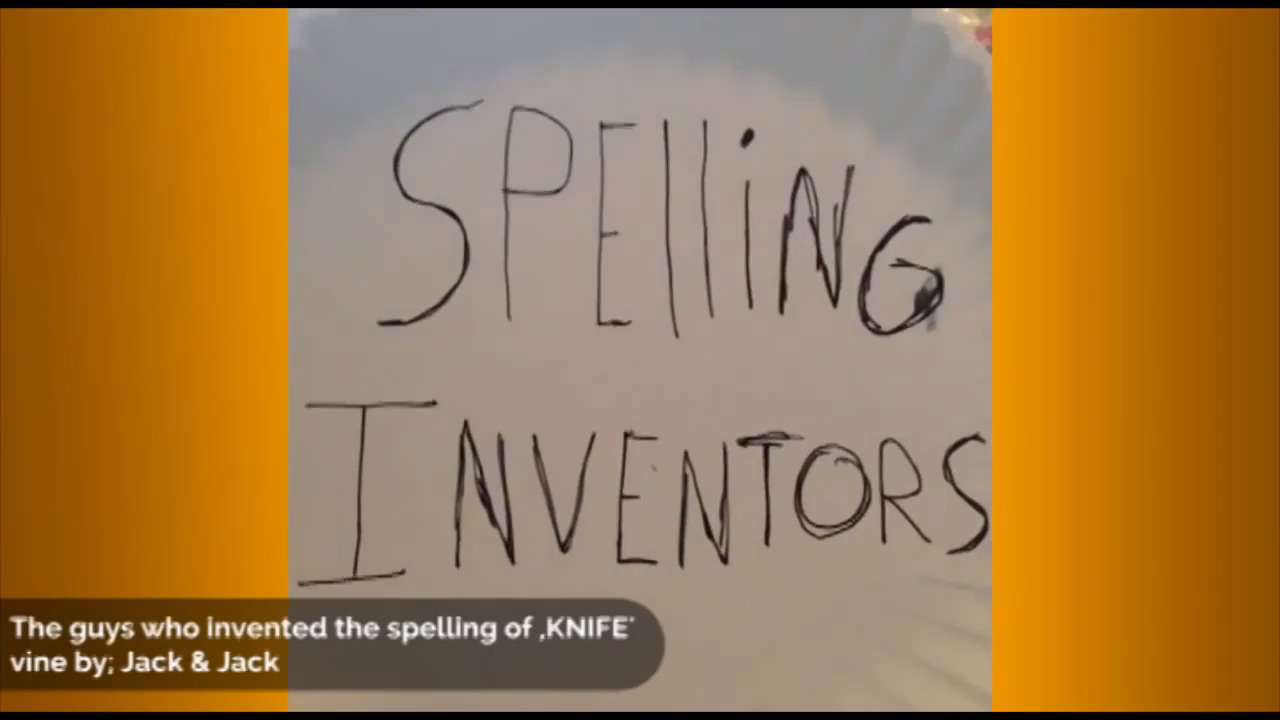 SPElliNG
INVENTORS
The guys who invented the spelling of ‚KNIFE'
vine by; Jack & Jack